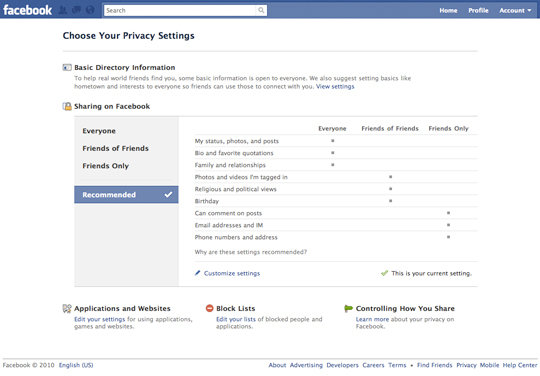 facebook Search Home Profile Account
Choose Your Privacy Settings
Basic Directory Information
To help real world friends find you, some basic information is open to everyone. We also suggest setting basics like
hometown and interests to everyone so friends can use those to connect with you. View settings
Sharing on Facebook
Everyone
Friends of Friends
Friends Only
Recommended
Everyone Friends of Friends Friends Only
My status, photos, and posts
Bio and favorite quotations
Family and relationships
Photos and videos I'm tagged in
Religious and political views
Birthday
Can comment on posts
Email addresses and IM
Phone numbers and address
Why are these settings recommended?
Customize settings This is your current setting.
Applications and Websites
Edit your settings for using applications,
games and websites.
Block Lists
Edit your lists of blocked people and
applications.
Controlling How You Share
Learn more about your privacy on
Facebook.
Facebook © 2010 English (US) About Advertising Developers Careers Terms • Find Friends Privacy Mobile Help Center